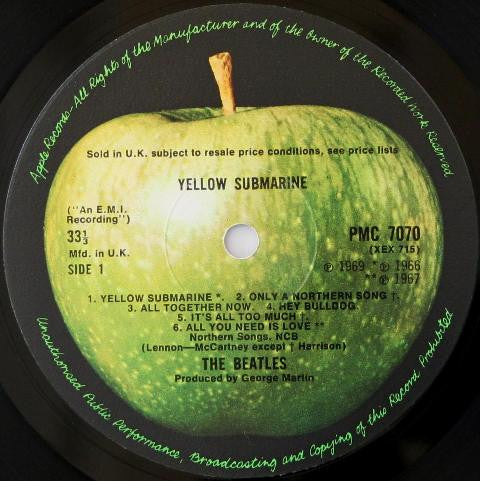 Apple Records—All Rights of the Manufacturer and of the Owner of the Recorded Work Reserved
Sold in U.K. subject to resale price conditions, see price lists
YELLOW SUBMARINE
("An E.M.I.
Recording")
33⅓
Mfd. in U.K.
SIDE 1
PMC 7070
(XEX 715)
℗ 1969 *℗ 1966
**℗ 1967
1. YELLOW SUBMARINE *. 2. ONLY A NORTHERN SONG †.
3. ALL TOGETHER NOW. 4. HEY BULLDOG.
5. IT'S ALL TOO MUCH †.
6. ALL YOU NEED IS LOVE **
Northern Songs. NCB
(Lennon—McCartney except † Harrison)
THE BEATLES
Produced by George Martin
Unauthorised Public Performance, Broadcasting and Copying of this Record Prohibited